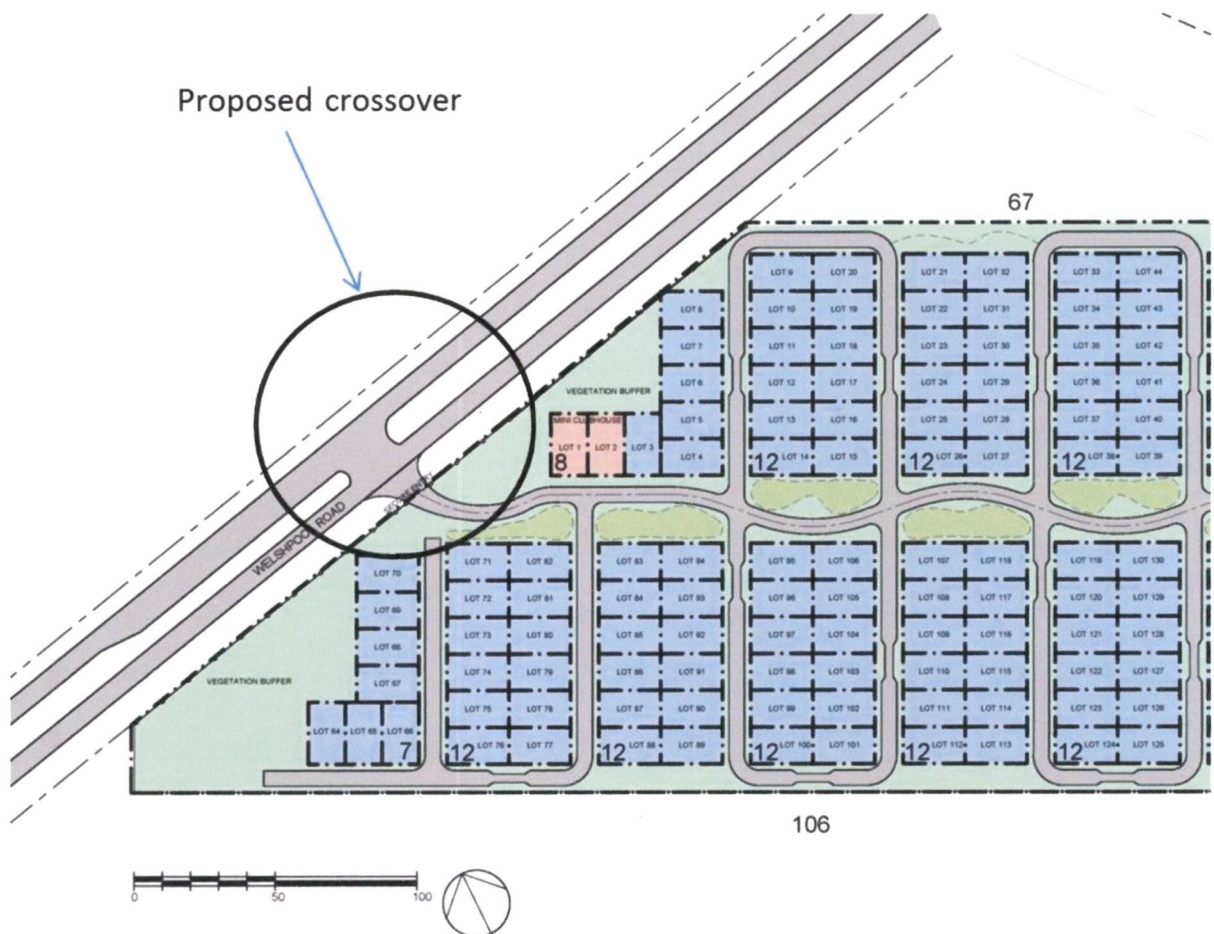 Proposed crossover
67
LOT 9 LOT 20 LOT 21 LOT 32 LOT 33 LOT 44
LOT 8 LOT 10 LOT 19 LOT 22 LOT 31 LOT 34 LOT 43
LOT 7 LOT 11 LOT 18 LOT 23 LOT 30 LOT 35 LOT 42
VEGETATION BUFFER LOT 6 LOT 12 LOT 17 LOT 24 LOT 29 LOT 36 LOT 41
MINI CLUBHOUSE LOT 5 LOT 13 LOT 16 LOT 25 LOT 28 LOT 37 LOT 40
LOT 1 LOT 2 LOT 3 LOT 4 LOT 14 LOT 15 LOT 26 LOT 27 LOT 38 LOT 39
8 12 12 12
WELSHPOOL ROAD
LOT 70 LOT 71 LOT 82 LOT 83 LOT 94 LOT 95 LOT 106 LOT 107 LOT 118 LOT 119 LOT 130
LOT 69 LOT 72 LOT 81 LOT 84 LOT 93 LOT 96 LOT 105 LOT 108 LOT 117 LOT 120 LOT 129
LOT 68 LOT 73 LOT 80 LOT 85 LOT 92 LOT 97 LOT 104 LOT 109 LOT 116 LOT 121 LOT 128
VEGETATION BUFFER LOT 67 LOT 74 LOT 79 LOT 86 LOT 91 LOT 98 LOT 103 LOT 110 LOT 115 LOT 122 LOT 127
LOT 64 LOT 65 LOT 66 LOT 75 LOT 78 LOT 87 LOT 90 LOT 99 LOT 102 LOT 111 LOT 114 LOT 123 LOT 126
7 12 LOT 76 LOT 77 12 LOT 88 LOT 89 12 LOT 100 LOT 101 12 LOT 112 LOT 113 12 LOT 124 LOT 125
106
0 50 100